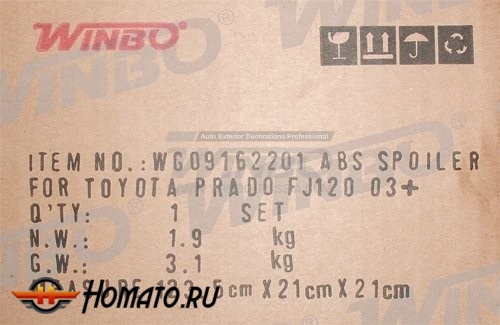 WINBO
Auto Exterior Decorations Professional
ITEM NO.:WG09162201 ABS SPOILER
FOR TOYOTA PRADO FJ120 03+
Q'TY: 1 SET
N.W.: 1.9 kg
G.W.: 3.1 kg
5cm X 21cm X 21cm
HOMATO.RU